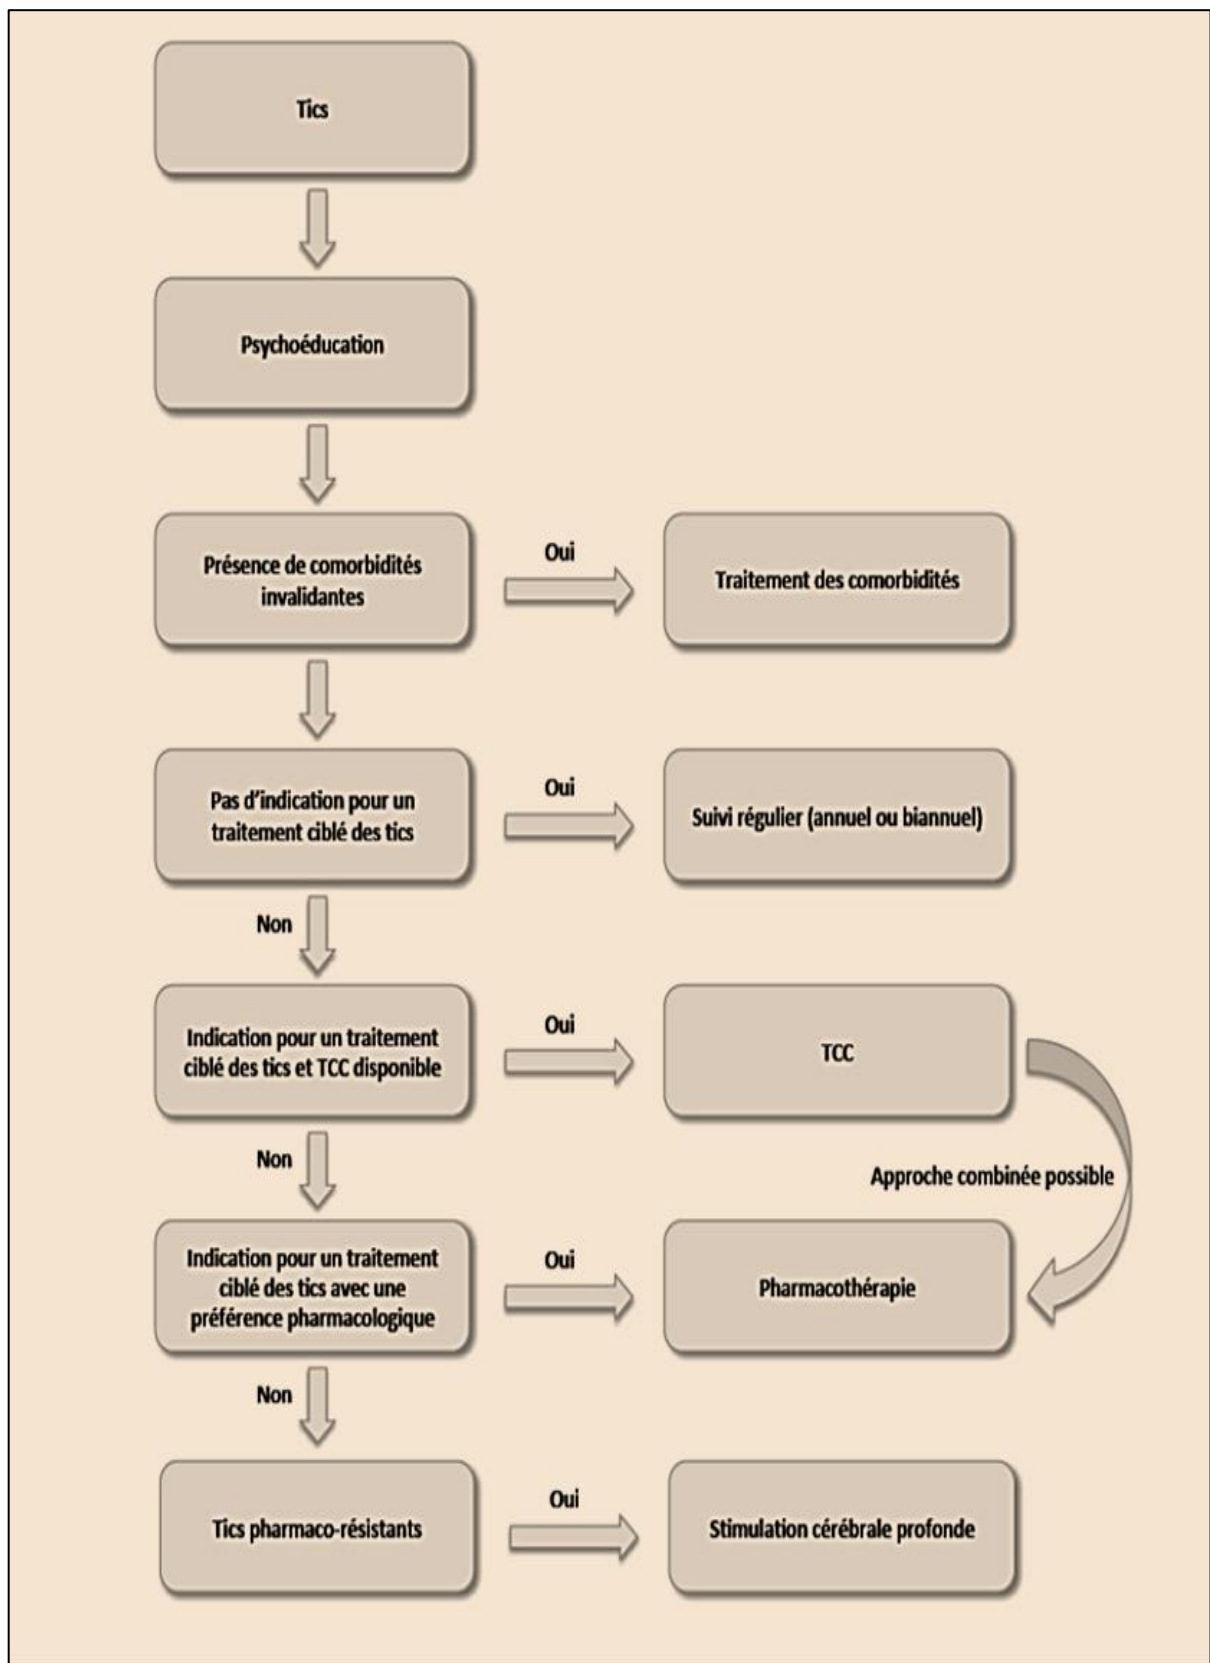 Tics
Psychoéducation
Présence de comorbidités
invalidantes
Oui
Traitement des comorbidités
Pas d'indication pour un
traitement ciblé des tics
Oui
Suivi régulier (annuel ou biannuel)
Non
Indication pour un traitement
ciblé des tics et TCC disponible
Oui
TCC
Non
Approche combinée possible
Indication pour un traitement
ciblé des tics avec une
préférence pharmacologique
Oui
Pharmacothérapie
Non
Tics pharmaco-résistants
Oui
Stimulation cérébrale profonde